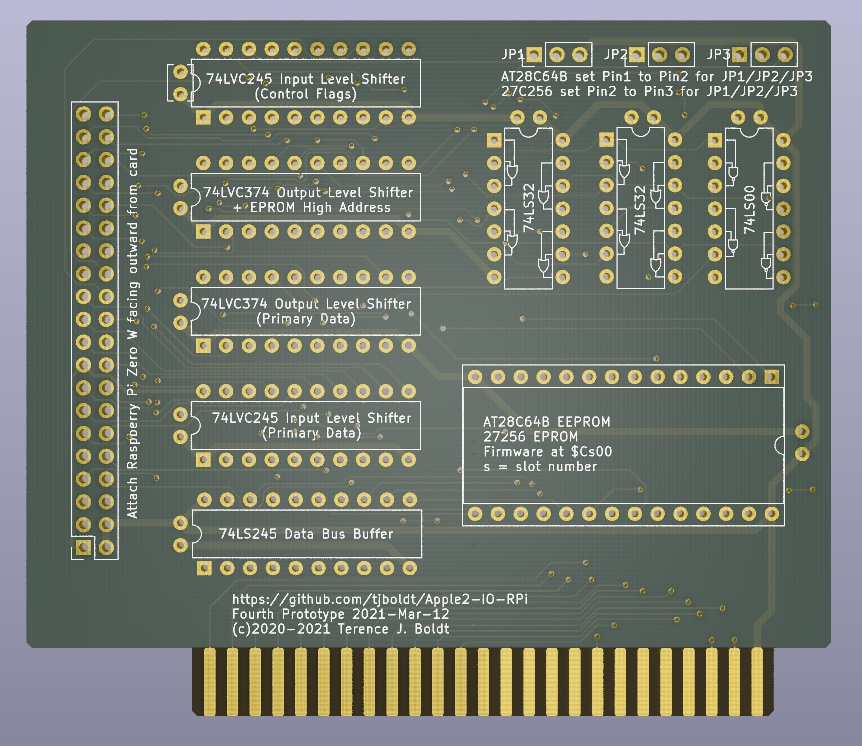 JP1
JP2
JP3
AT28C64B set Pin1 to Pin2 for JP1/JP2/JP3
27C256 set Pin2 to Pin3 for JP1/JP2/JP3
74LVC245 Input Level Shifter
(Control Flags)
74LVC374 Output Level Shifter
+ EPROM High Address
74LVC374 Output Level Shifter
(Primary Data)
74LVC245 Input Level Shifter
(Primary Data)
74LS245 Data Bus Buffer
Attach Raspberry Pi Zero W facing outward from card
74LS32
74LS32
74LS00
AT28C64B EEPROM
27256 EPROM
Firmware at $Cs00
s = slot number
https://github.com/tjboldt/Apple2-IO-RPi
Fourth Prototype 2021-Mar-12
(c)2020-2021 Terence J. Boldt